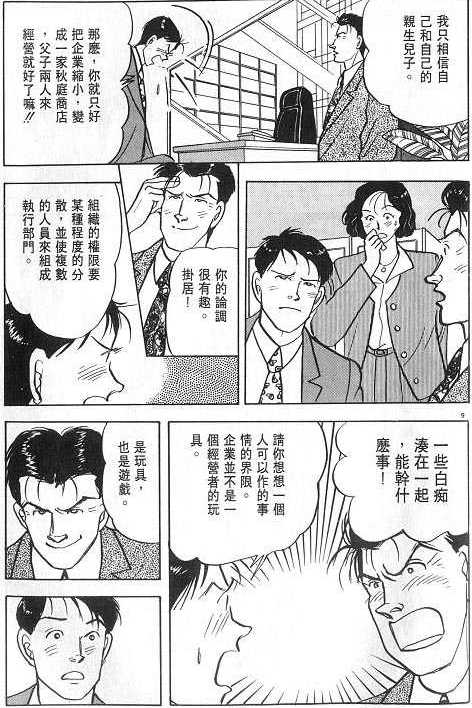 我只相信自
己和自己的
親生兒子。
那麽，你就只好
把企業縮小，變
成一家秋庭商店
，父子兩人來
經營就好了嘛!!
組織的權限要
某種程度的分
散，並使複數
的人員來組成
執行部門。
你的論調
很有趣。
掛居！
9
一些白痴
湊在一起
，能幹什
麽事！
請你想想一個
人可以作的事
情的界限。
企業並不是一
個經營者的玩
具。
是玩具，
也是遊戲。